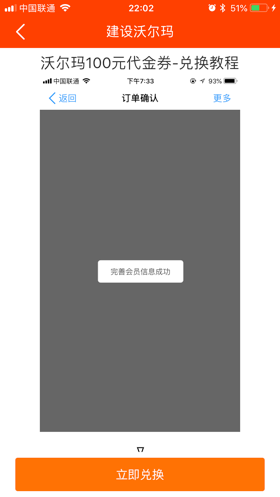 中国联通 22:02 51%
建设沃尔玛
沃尔玛100元代金券-兑换教程
中国联通 下午7:33 93%
返回 订单确认 更多
完善会员信息成功
立即兑换